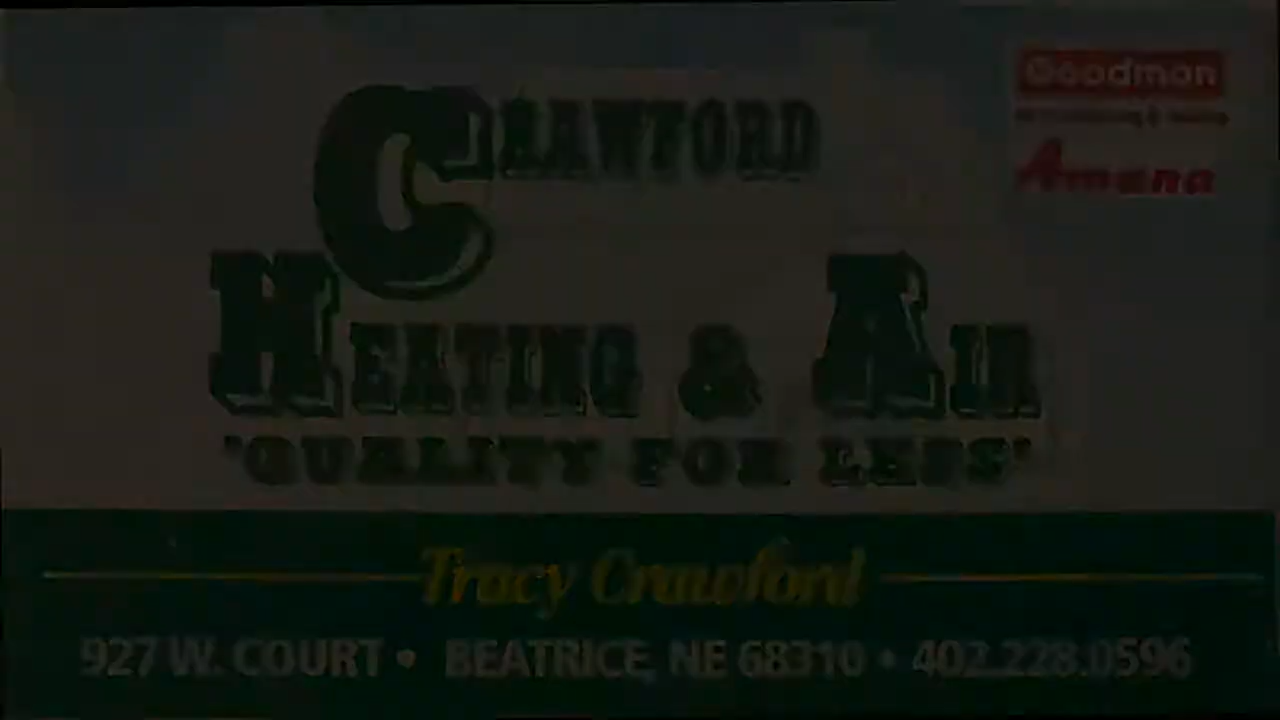 Goodman
Amana
CRAWFORD
HEATING & AIR
"QUALITY FOR LESS"
Tracy Crawford
927 W. COURT • BEATRICE, NE 68310 • 402.228.0596